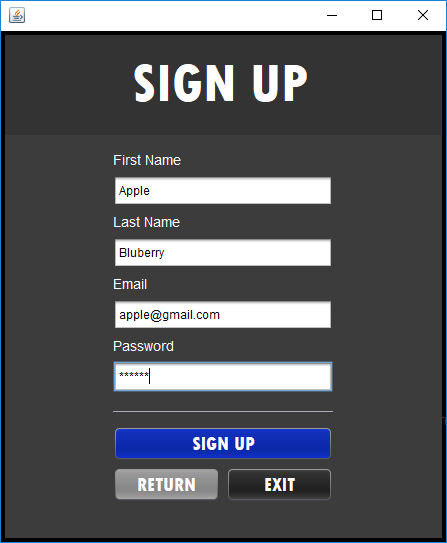 SIGN UP
First Name
Apple
Last Name
Bluberry
Email
apple@gmail.com
Password
******
SIGN UP
RETURN EXIT